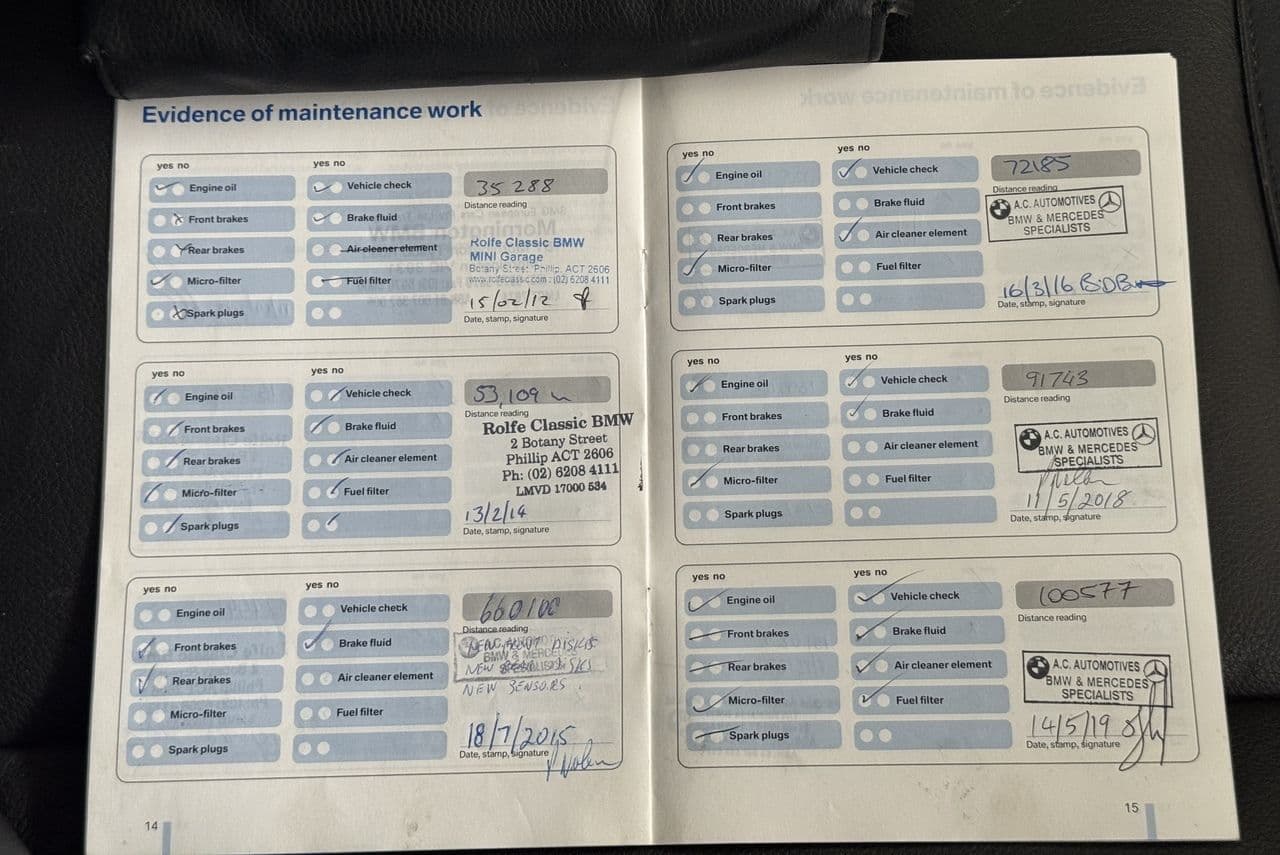 Evidence of maintenance work
yes no
yes no
Engine oil
Vehicle check
35 288
Distance reading
Front brakes
Brake fluid
Rear brakes
Air cleaner element
Rolfe Classic BMW
MINI Garage
Botany Street, Phillip, ACT 2606
www.rolfeclassic.com : (02) 6208 4111
Micro-filter
Fuel filter
15/02/12
Spark plugs
Date, stamp, signature
yes no
yes no
Engine oil
Vehicle check
53,109
Distance reading
Front brakes
Brake fluid
Rolfe Classic BMW
2 Botany Street
Phillip ACT 2606
Ph: (02) 6208 4111
LMVD 17000 534
Rear brakes
Air cleaner element
Micro-filter
Fuel filter
13/2/14
Spark plugs
Date, stamp, signature
yes no
yes no
Engine oil
Vehicle check
660100
Distance reading
Front brakes
Brake fluid
NEW FRONT DISKS
Rear brakes
Air cleaner element
NEW SENSORS
Micro-filter
Fuel filter
18/7/2015
Spark plugs
Date, stamp, signature
P Nolan
14
Evidence of maintenance work
yes no
yes no
Engine oil
Vehicle check
72185
Distance reading
Front brakes
Brake fluid
A.C. AUTOMOTIVES
BMW & MERCEDES
SPECIALISTS
Rear brakes
Air cleaner element
Micro-filter
Fuel filter
16/3/16
Spark plugs
Date, stamp, signature
yes no
yes no
Engine oil
Vehicle check
91743
Distance reading
Front brakes
Brake fluid
A.C. AUTOMOTIVES
BMW & MERCEDES
SPECIALISTS
Rear brakes
Air cleaner element
P Nolan
Micro-filter
Fuel filter
11/5/2018
Spark plugs
Date, stamp, signature
yes no
yes no
Engine oil
Vehicle check
100577
Distance reading
Front brakes
Brake fluid
A.C. AUTOMOTIVES
BMW & MERCEDES
SPECIALISTS
Rear brakes
Air cleaner element
Micro-filter
Fuel filter
14/5/19
Spark plugs
Date, stamp, signature
15